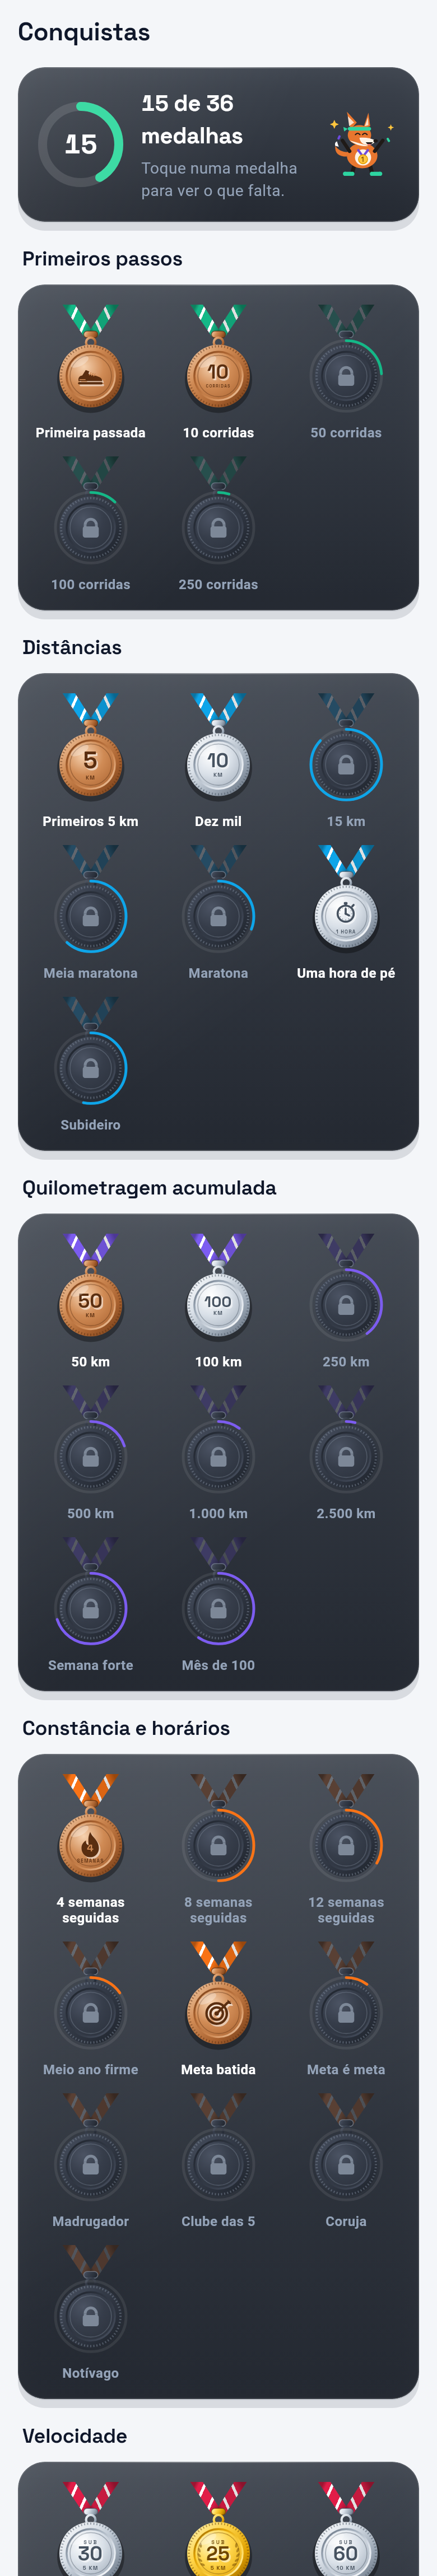 Conquistas
15
15 de 36
medalhas
Toque numa medalha
para ver o que falta.
Primeiros passos
10
CORRIDAS
Primeira passada
10 corridas
50 corridas
100 corridas
250 corridas
Distâncias
5
KM
10
KM
Primeiros 5 km
Dez mil
15 km
1 HORA
Meia maratona
Maratona
Uma hora de pé
Subideiro
Quilometragem acumulada
50
KM
100
KM
50 km
100 km
250 km
500 km
1.000 km
2.500 km
Semana forte
Mês de 100
Constância e horários
4
SEMANAS
4 semanas
seguidas
8 semanas
seguidas
12 semanas
seguidas
Meio ano firme
Meta batida
Meta é meta
Madrugador
Clube das 5
Coruja
Notívago
Velocidade
SUB
30
5 KM
SUB
25
5 KM
SUB
60
10 KM